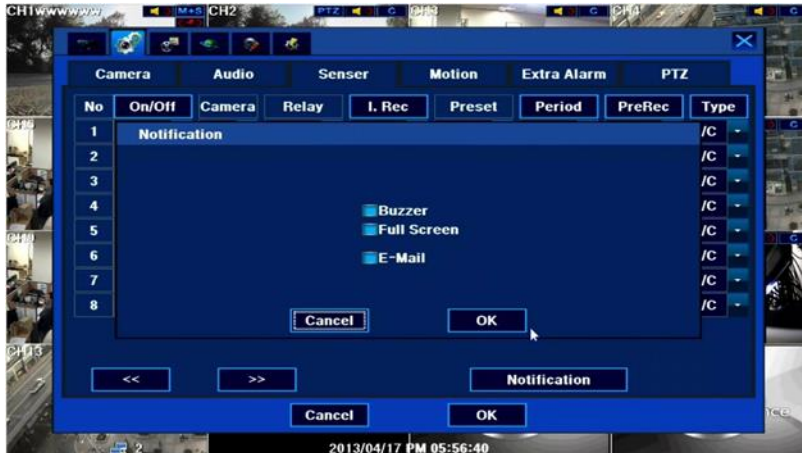 CH1wwwwww M+S CH2 PTZ C CH3 C CH4 C
Camera Audio Senser Motion Extra Alarm PTZ
No On/Off Camera Relay I. Rec Preset Period PreRec Type
1 /C
Notification
2 /C
3 /C
4 /C
Buzzer
5 /C
Full Screen
6 /C
E-Mail
7 /C
8 /C
Cancel OK
CH13
<< >> Notification
Cancel OK
2 2013/04/17 PM 05:56:40